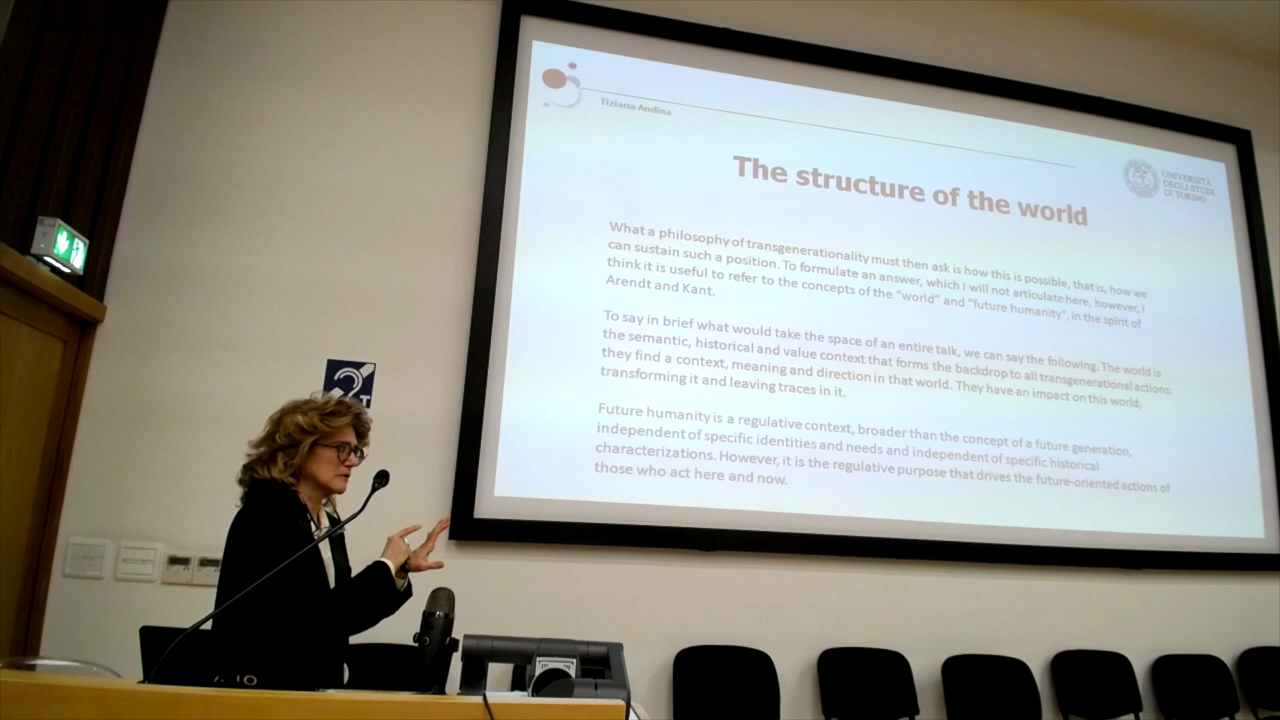 Tiziana Andina
The structure of the world
UNIVERSITÀ
DEGLI STUDI
DI TORINO
What a philosophy of transgenerationality must then ask is how this is possible, that is, how we
can sustain such a position. To formulate an answer, which I will not articulate here, however, I
think it is useful to refer to the concepts of the “world” and “future humanity”, in the spirit of
Arendt and Kant.
To say in brief what would take the space of an entire talk, we can say the following. The world is
the semantic, historical and value context that forms the backdrop to all transgenerational actions:
they find a context, meaning and direction in that world. They have an impact on this world,
transforming it and leaving traces in it.
Future humanity is a regulative context, broader than the concept of a future generation,
independent of specific identities and needs and independent of specific historical
characterizations. However, it is the regulative purpose that drives the future-oriented actions of
those who act here and now.
T